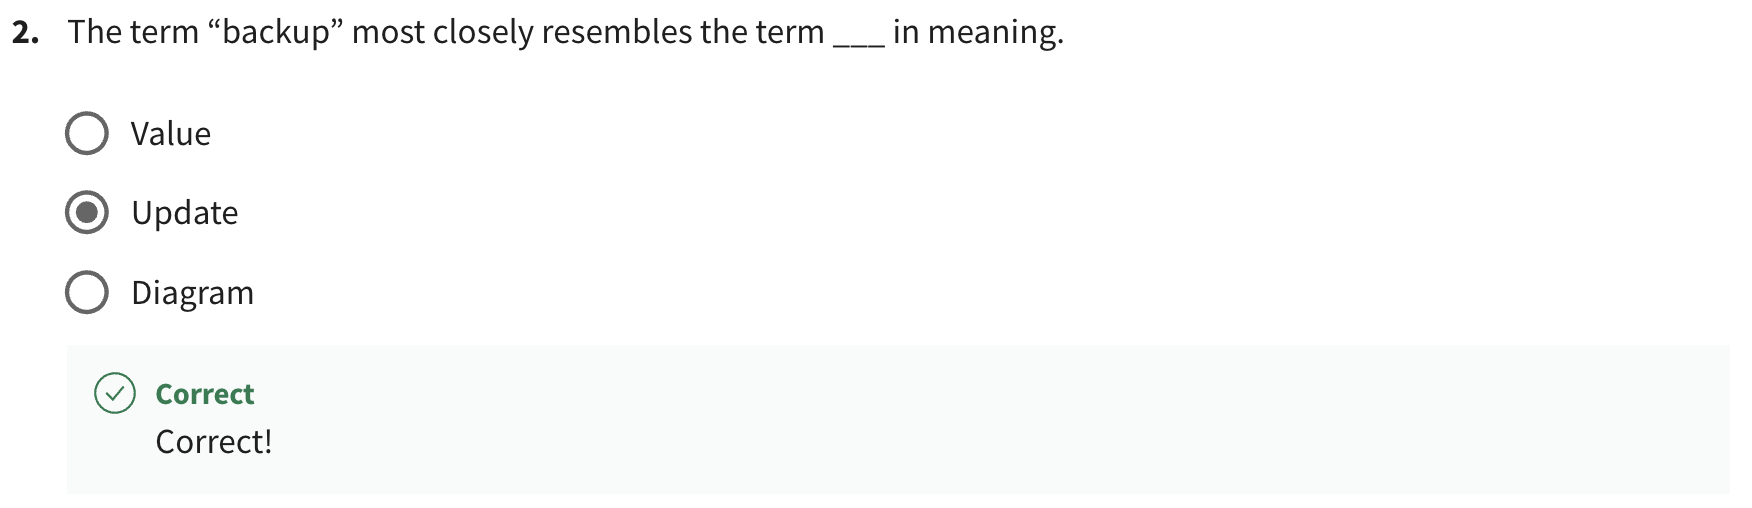 2. The term “backup” most closely resembles the term ___ in meaning.
Value
Update
Diagram
Correct
Correct!